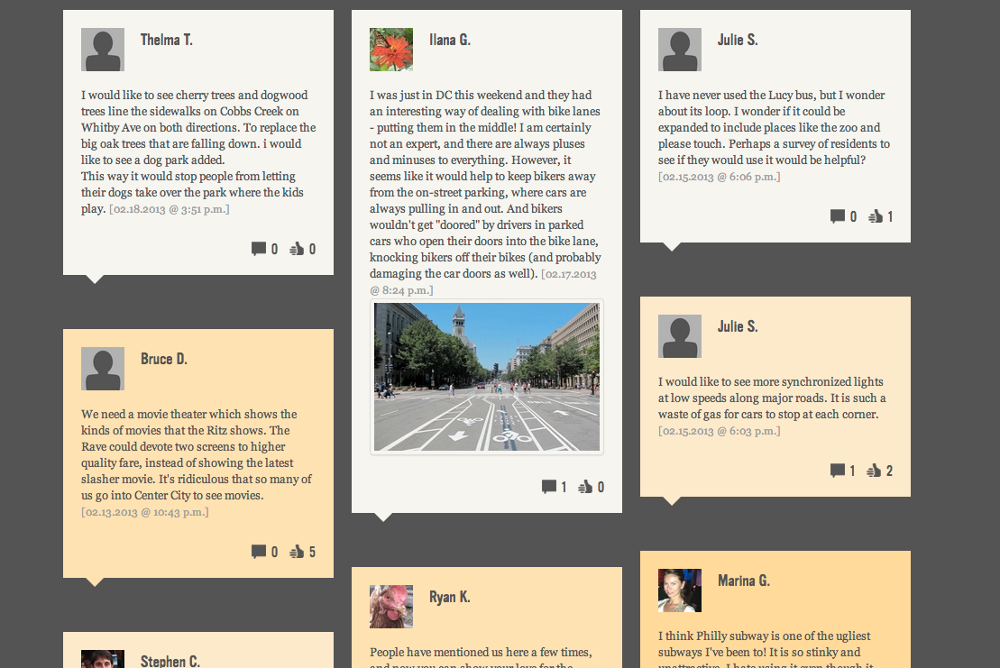 Thelma T.
I would like to see cherry trees and dogwood
trees line the sidewalks on Cobbs Creek on
Whitby Ave on both directions. To replace the
big oak trees that are falling down. i would
like to see a dog park added.
This way it would stop people from letting
their dogs take over the park where the kids
play. [02.18.2013 @ 3:51 p.m.]
0 0
Bruce D.
We need a movie theater which shows the
kinds of movies that the Ritz shows. The
Rave could devote two screens to higher
quality fare, instead of showing the latest
slasher movie. It's ridiculous that so many of
us go into Center City to see movies.
[02.13.2013 @ 10:43 p.m.]
0 5
Stephen C.
Ilana G.
I was just in DC this weekend and they had
an interesting way of dealing with bike lanes
- putting them in the middle! I am certainly
not an expert, and there are always pluses
and minuses to everything. However, it
seems like it would help to keep bikers away
from the on-street parking, where cars are
always pulling in and out. And bikers
wouldn't get "doored" by drivers in parked
cars who open their doors into the bike lane,
knocking bikers off their bikes (and probably
damaging the car doors as well). [02.17.2013
@ 8:24 p.m.]
1 0
Ryan K.
People have mentioned us here a few times,
and now you can show your love for the
Julie S.
I have never used the Lucy bus, but I wonder
about its loop. I wonder if it could be
expanded to include places like the zoo and
please touch. Perhaps a survey of residents to
see if they would use it would be helpful?
[02.15.2013 @ 6:06 p.m.]
0 1
Julie S.
I would like to see more synchronized lights
at low speeds along major roads. It is such a
waste of gas for cars to stop at each corner.
[02.15.2013 @ 6:03 p.m.]
1 2
Marina G.
I think Philly subway is one of the ugliest
subways I've been to! It is so stinky and
unattractive. I hate using it even though it